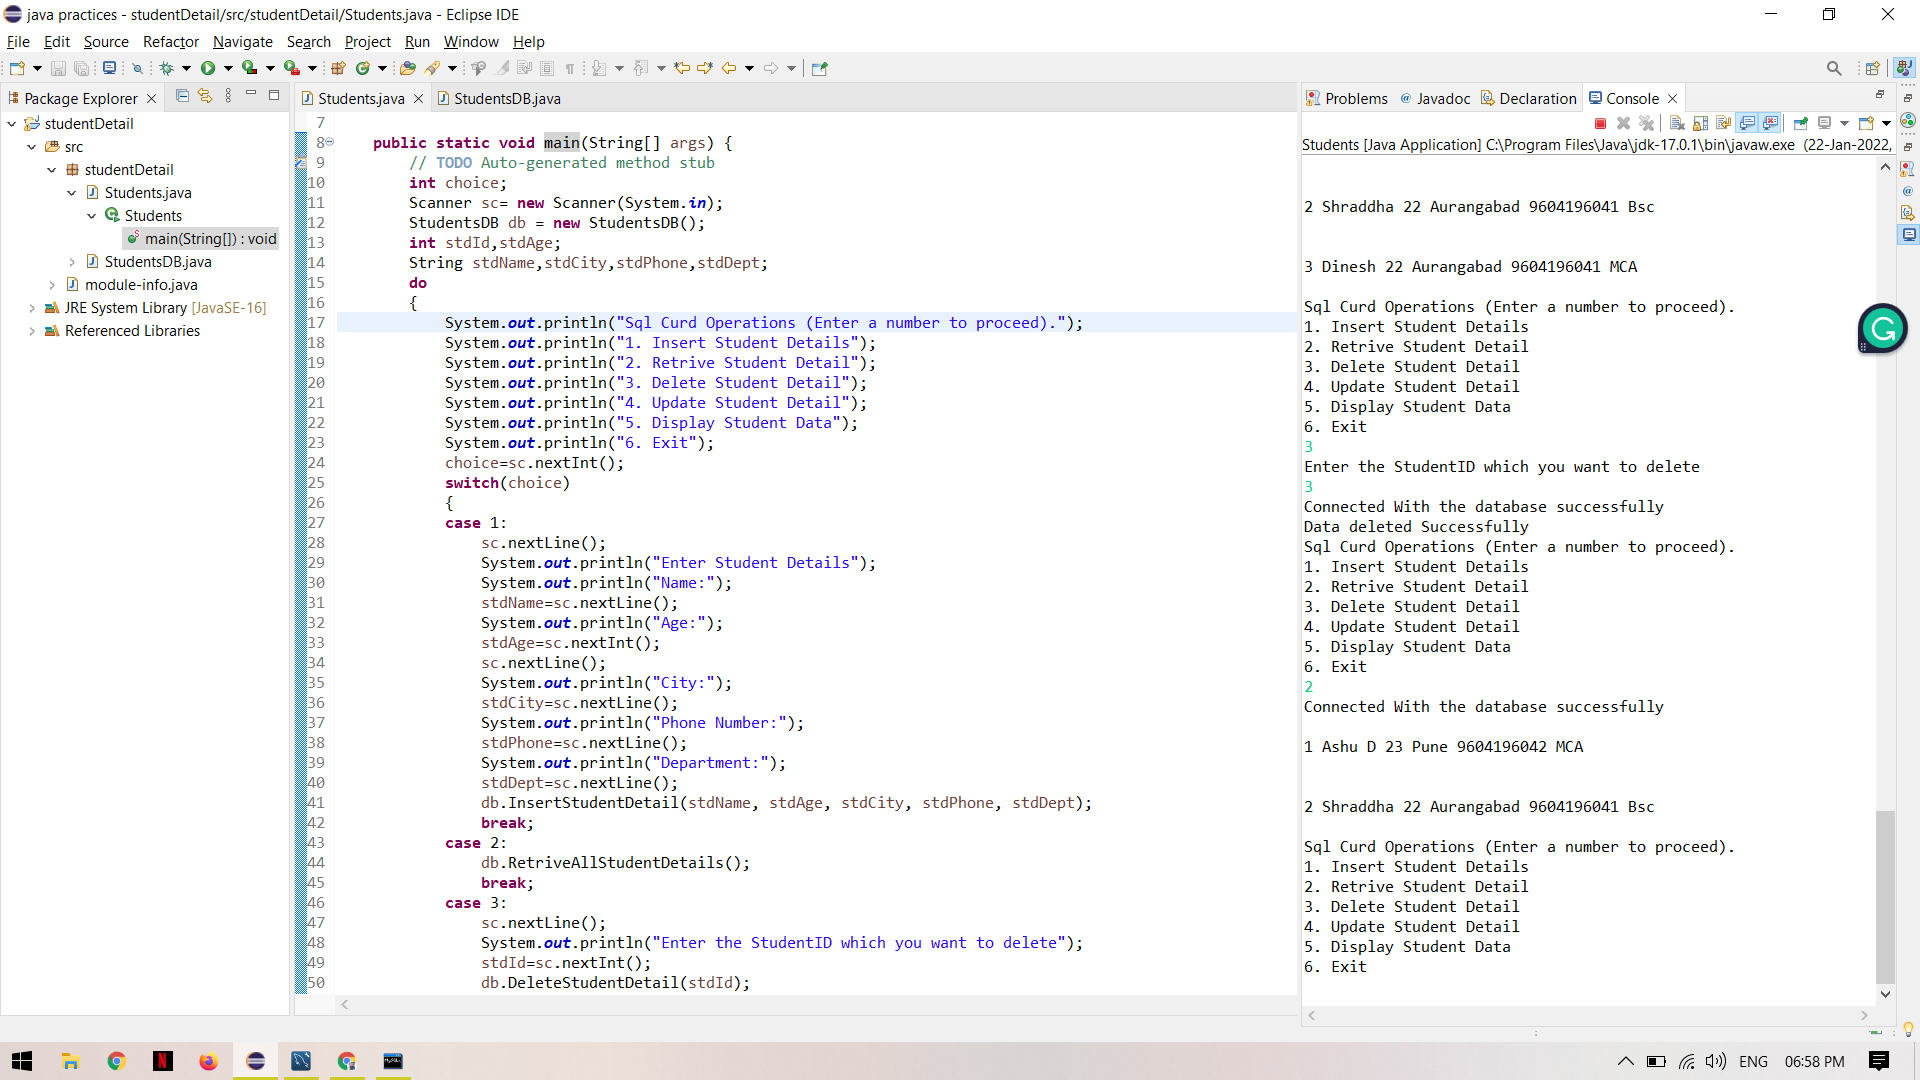 java practices - studentDetail/src/studentDetail/Students.java - Eclipse IDE
File Edit Source Refactor Navigate Search Project Run Window Help
Package Explorer
studentDetail
src
studentDetail
Students.java
Students
main(String[]) : void
StudentsDB.java
module-info.java
JRE System Library [JavaSE-16]
Referenced Libraries
Students.java StudentsDB.java
7
8 public static void main(String[] args) {
9 // TODO Auto-generated method stub
10 int choice;
11 Scanner sc= new Scanner(System.in);
12 StudentsDB db = new StudentsDB();
13 int stdId,stdAge;
14 String stdName,stdCity,stdPhone,stdDept;
15 do
16 {
17 System.out.println("Sql Curd Operations (Enter a number to proceed).");
18 System.out.println("1. Insert Student Details");
19 System.out.println("2. Retrive Student Detail");
20 System.out.println("3. Delete Student Detail");
21 System.out.println("4. Update Student Detail");
22 System.out.println("5. Display Student Data");
23 System.out.println("6. Exit");
24 choice=sc.nextInt();
25 switch(choice)
26 {
27 case 1:
28 sc.nextLine();
29 System.out.println("Enter Student Details");
30 System.out.println("Name:");
31 stdName=sc.nextLine();
32 System.out.println("Age:");
33 stdAge=sc.nextInt();
34 sc.nextLine();
35 System.out.println("City:");
36 stdCity=sc.nextLine();
37 System.out.println("Phone Number:");
38 stdPhone=sc.nextLine();
39 System.out.println("Department:");
40 stdDept=sc.nextLine();
41 db.InsertStudentDetail(stdName, stdAge, stdCity, stdPhone, stdDept);
42 break;
43 case 2:
44 db.RetriveAllStudentDetails();
45 break;
46 case 3:
47 sc.nextLine();
48 System.out.println("Enter the StudentID which you want to delete");
49 stdId=sc.nextInt();
50 db.DeleteStudentDetail(stdId);
Problems @ Javadoc Declaration Console
Students [Java Application] C:\Program Files\Java\jdk-17.0.1\bin\javaw.exe (22-Jan-2022,
2 Shraddha 22 Aurangabad 9604196041 Bsc
3 Dinesh 22 Aurangabad 9604196041 MCA
Sql Curd Operations (Enter a number to proceed).
1. Insert Student Details
2. Retrive Student Detail
3. Delete Student Detail
4. Update Student Detail
5. Display Student Data
6. Exit
3
Enter the StudentID which you want to delete
3
Connected With the database successfully
Data deleted Successfully
Sql Curd Operations (Enter a number to proceed).
1. Insert Student Details
2. Retrive Student Detail
3. Delete Student Detail
4. Update Student Detail
5. Display Student Data
6. Exit
2
Connected With the database successfully
1 Ashu D 23 Pune 9604196042 MCA
2 Shraddha 22 Aurangabad 9604196041 Bsc
Sql Curd Operations (Enter a number to proceed).
1. Insert Student Details
2. Retrive Student Detail
3. Delete Student Detail
4. Update Student Detail
5. Display Student Data
6. Exit
ENG 06:58 PM